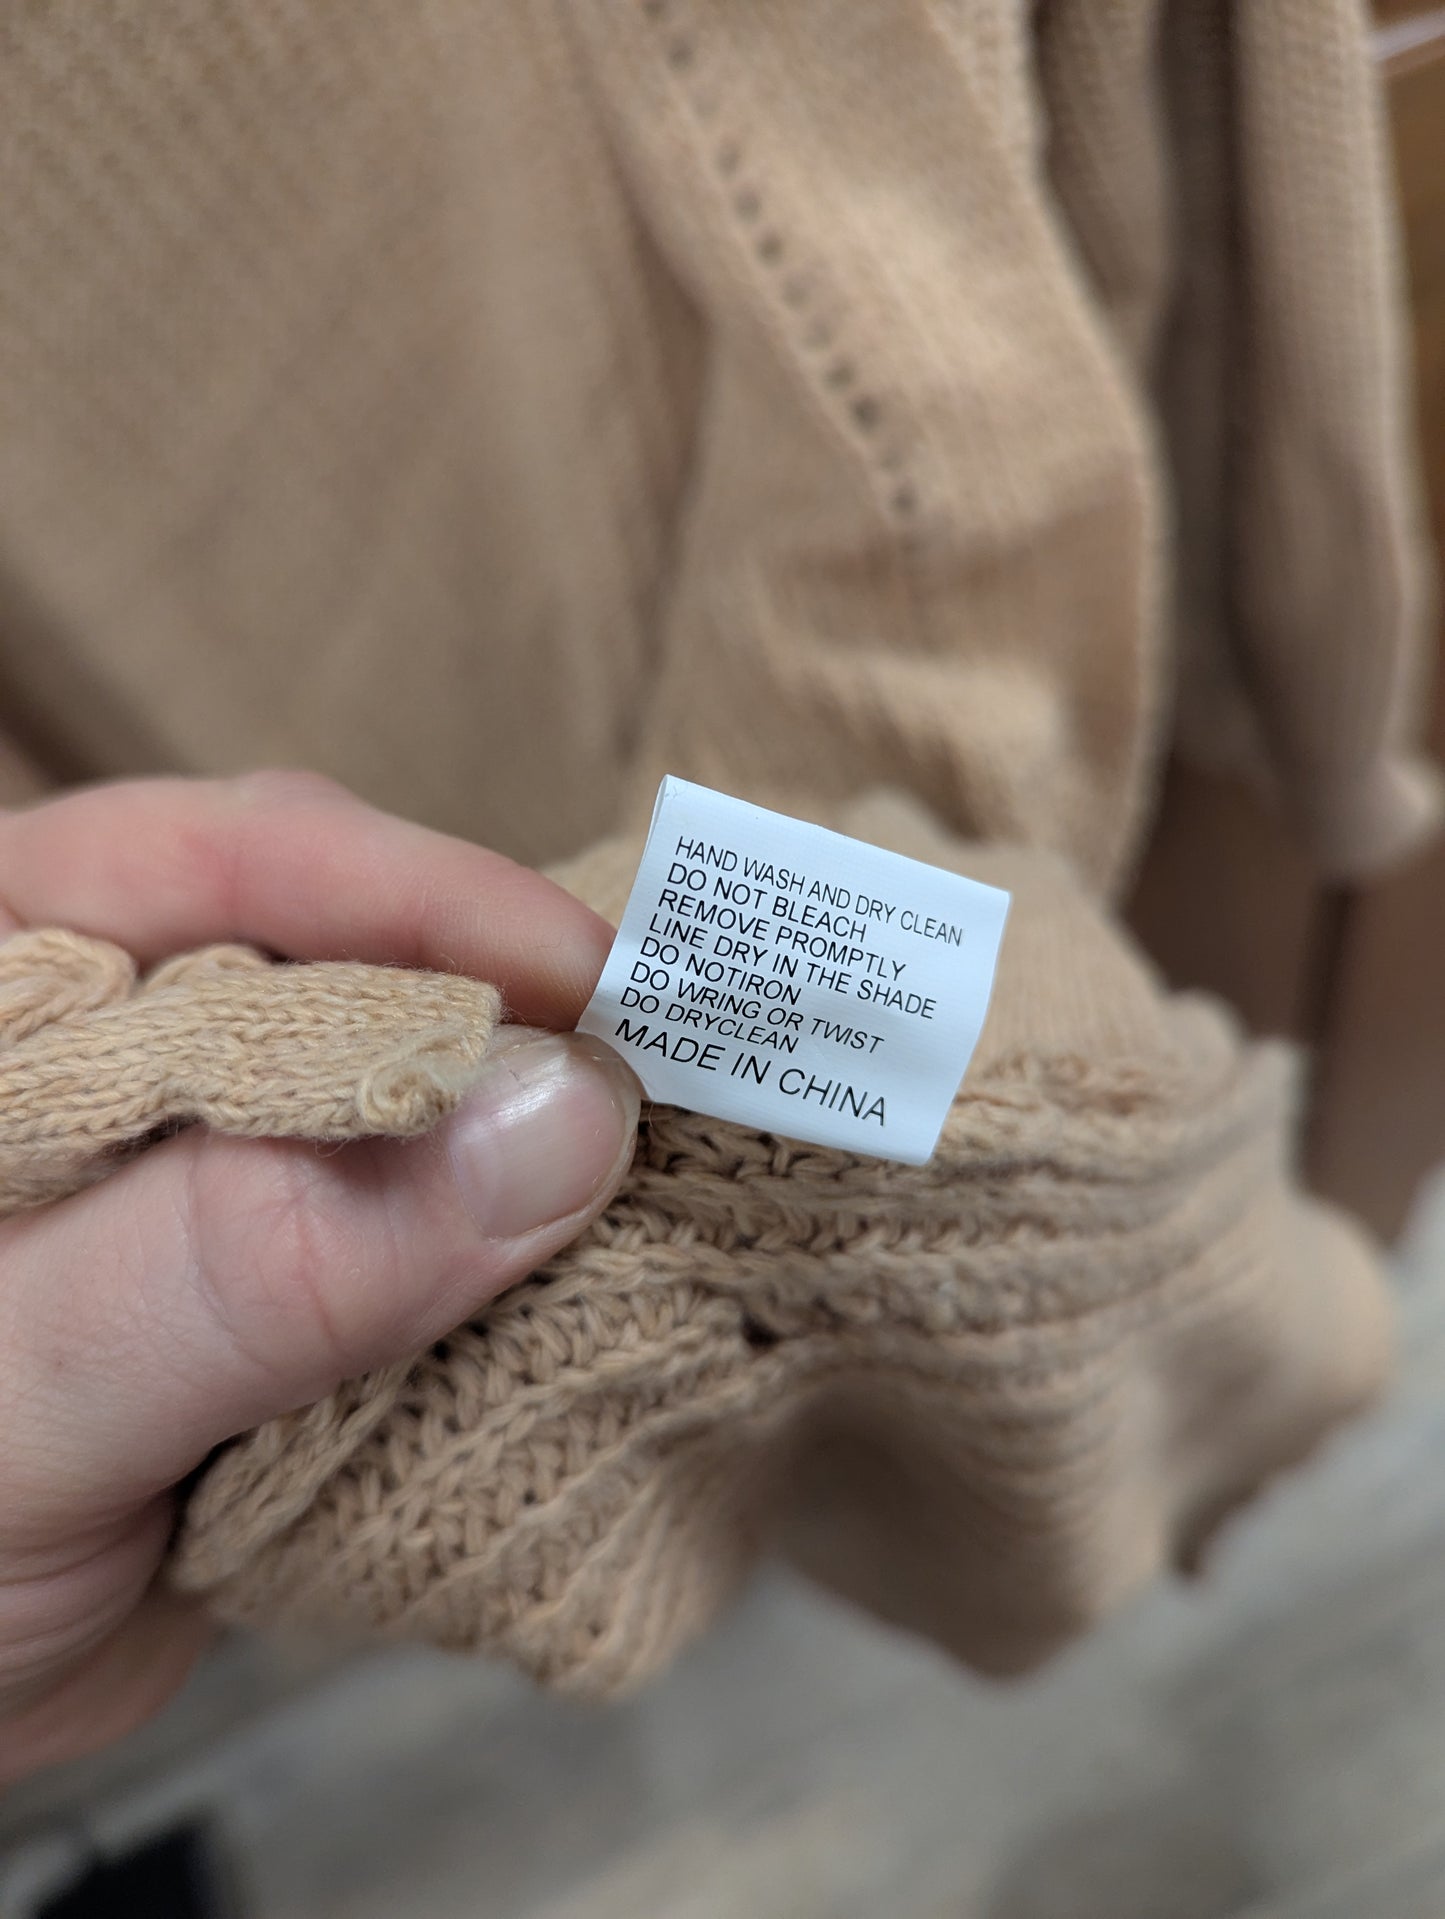 HAND WASH AND DRY CLEAN
DO NOT BLEACH
REMOVE PROMPTLY
LINE DRY IN THE SHADE
DO NOTIRON
DO WRING OR TWIST
DO DRYCLEAN
MADE IN CHINA